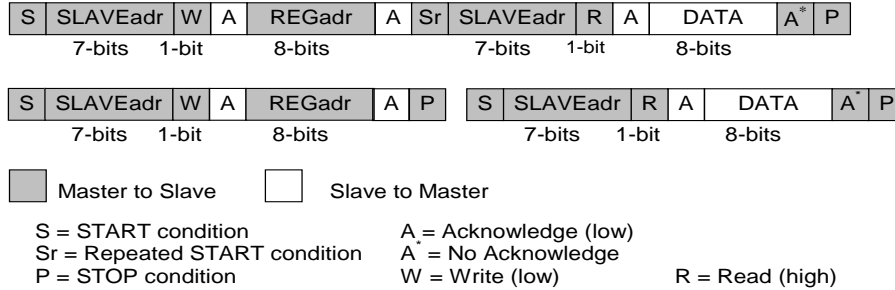 S SLAVEadr W A REGadr A Sr SLAVEadr R A DATA A* P
7-bits 1-bit 8-bits 7-bits 1-bit 8-bits
S SLAVEadr W A REGadr A P S SLAVEadr R A DATA A* P
7-bits 1-bit 8-bits 7-bits 1-bit 8-bits
Master to Slave Slave to Master
S = START condition A = Acknowledge (low)
Sr = Repeated START condition A* = No Acknowledge
P = STOP condition W = Write (low) R = Read (high)